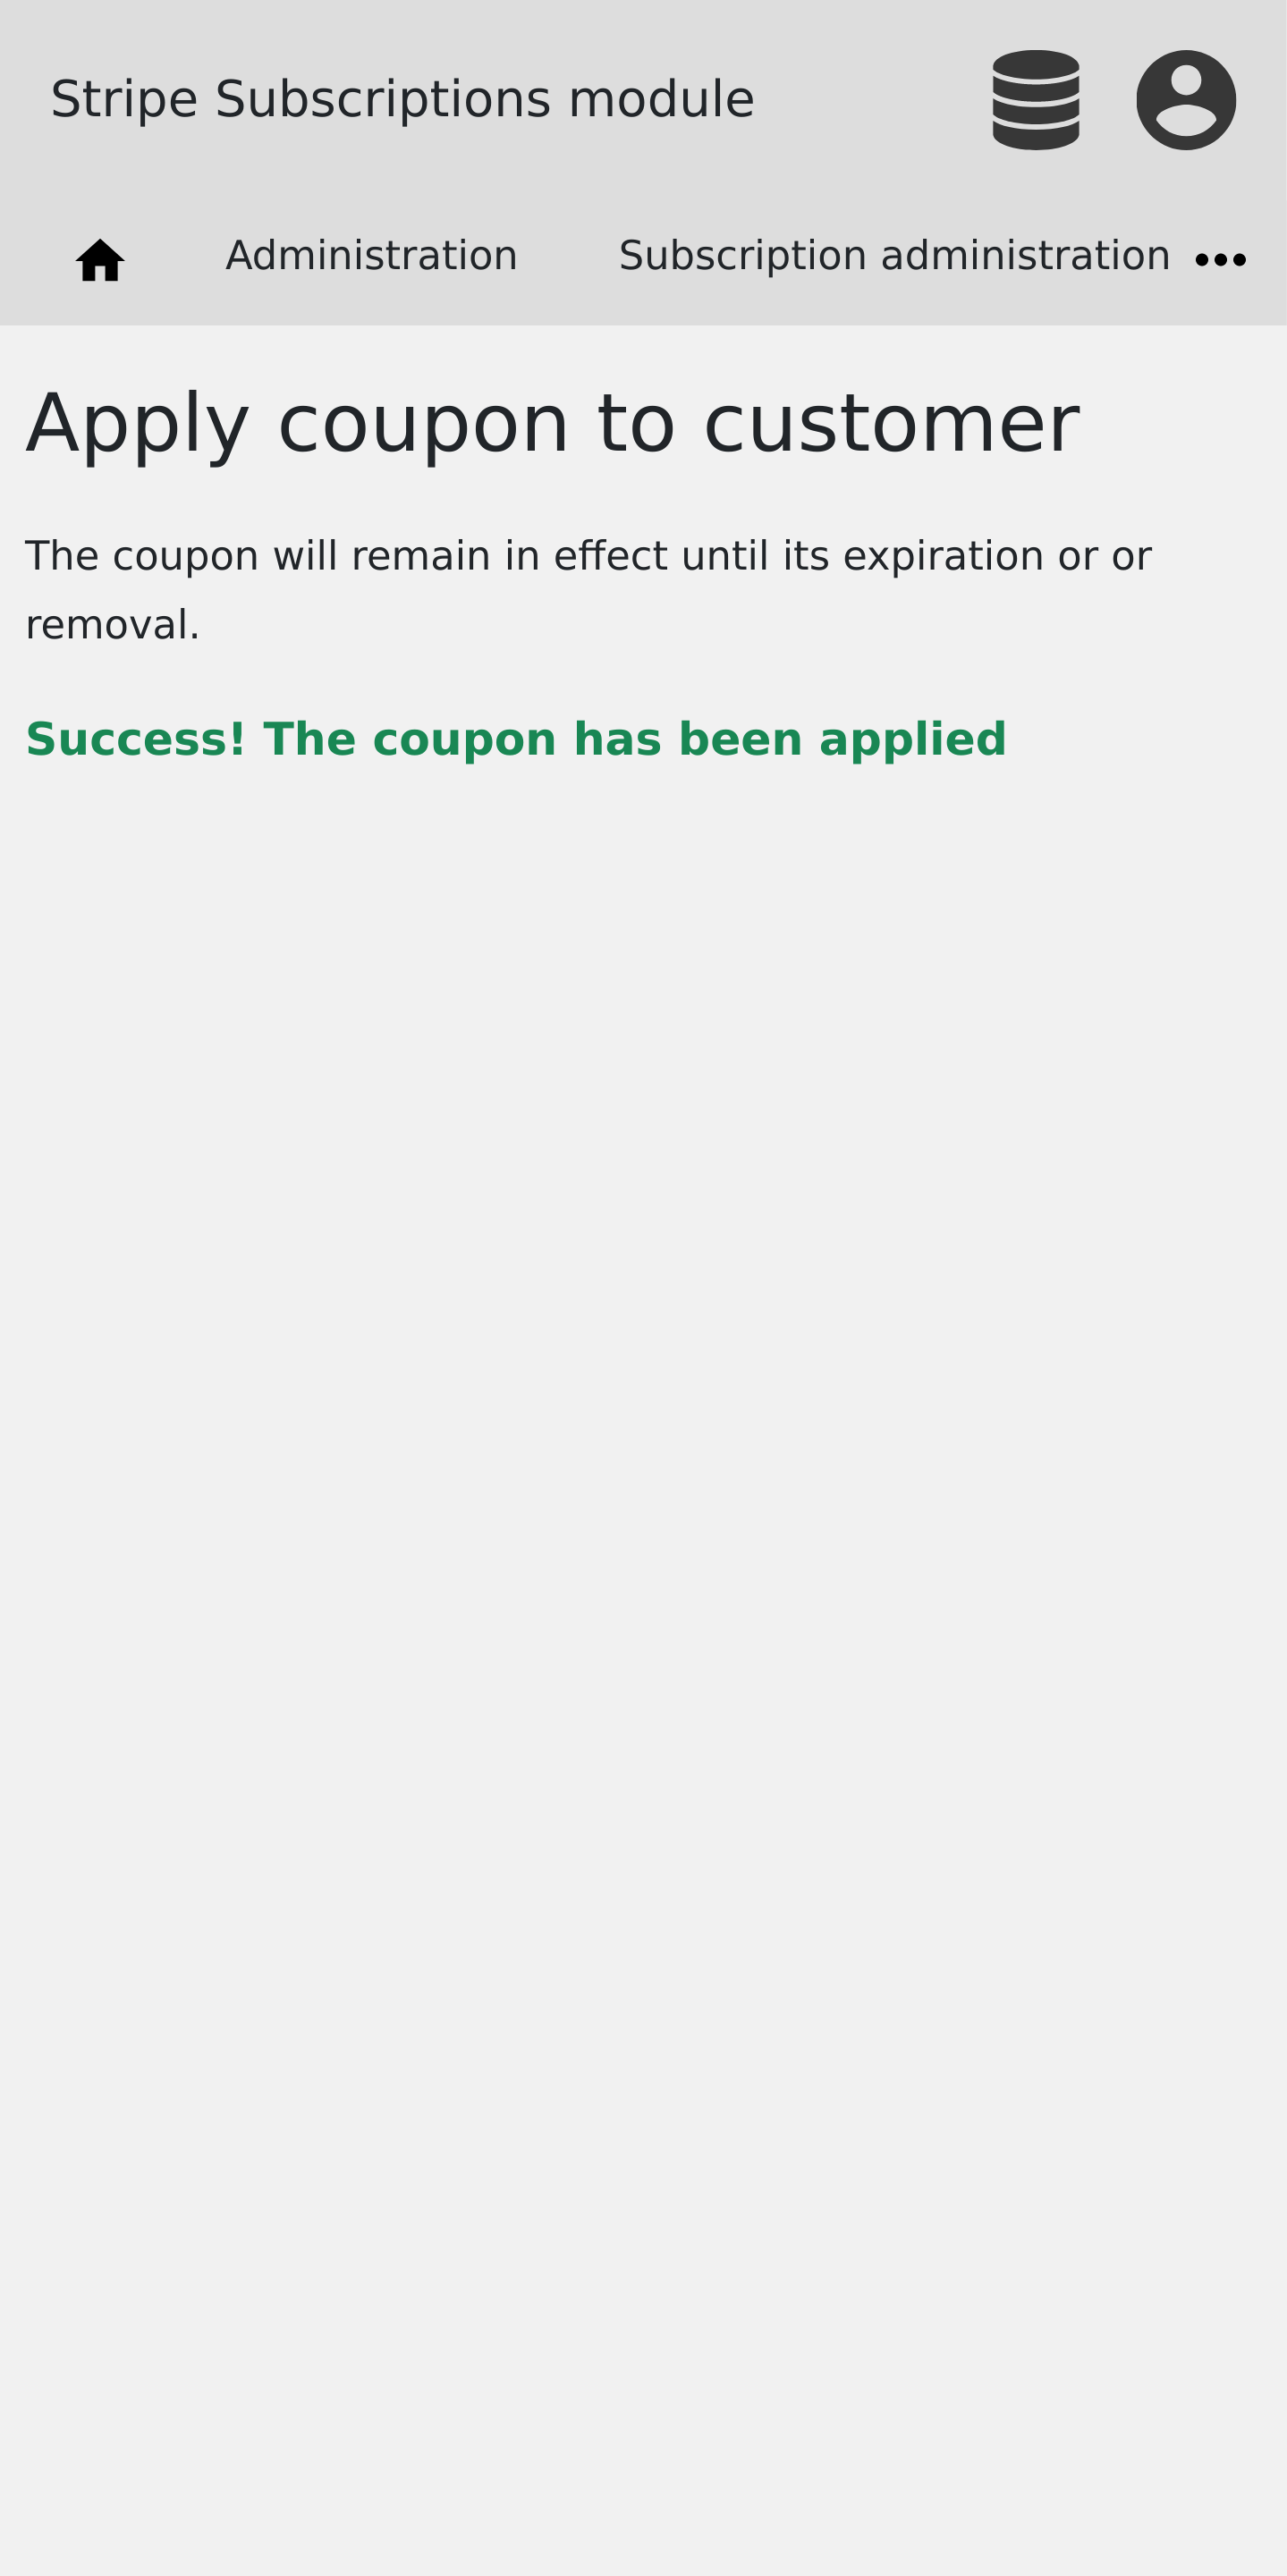 Stripe Subscriptions module
Administration
Subscription administration
Apply coupon to customer
The coupon will remain in effect until its expiration or or
removal.
Success! The coupon has been applied